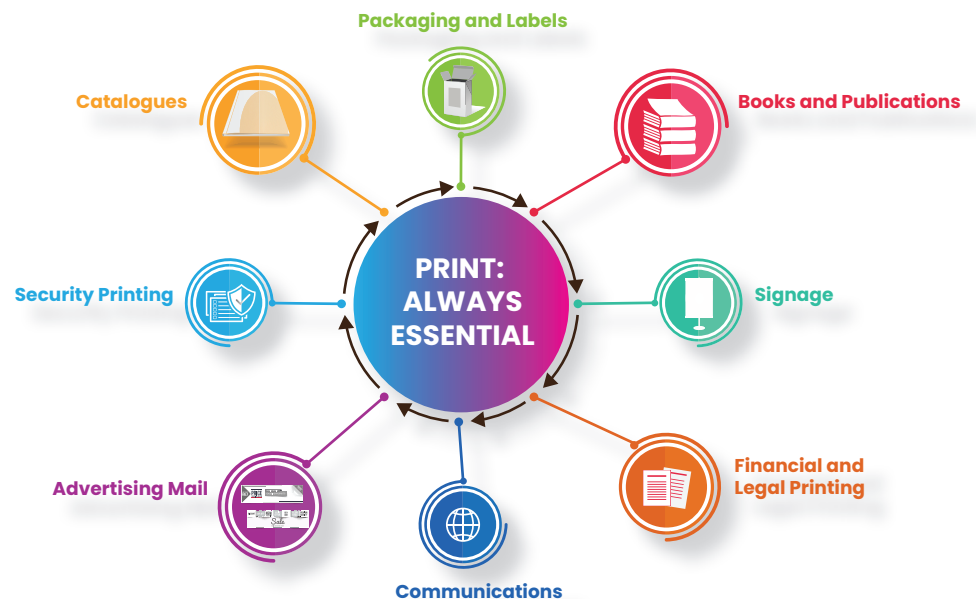 Packaging and Labels
Catalogues
Books and Publications
PRINT:
ALWAYS
ESSENTIAL
Security Printing
Signage
Advertising Mail
Financial and
Legal Printing
Sale
Communications